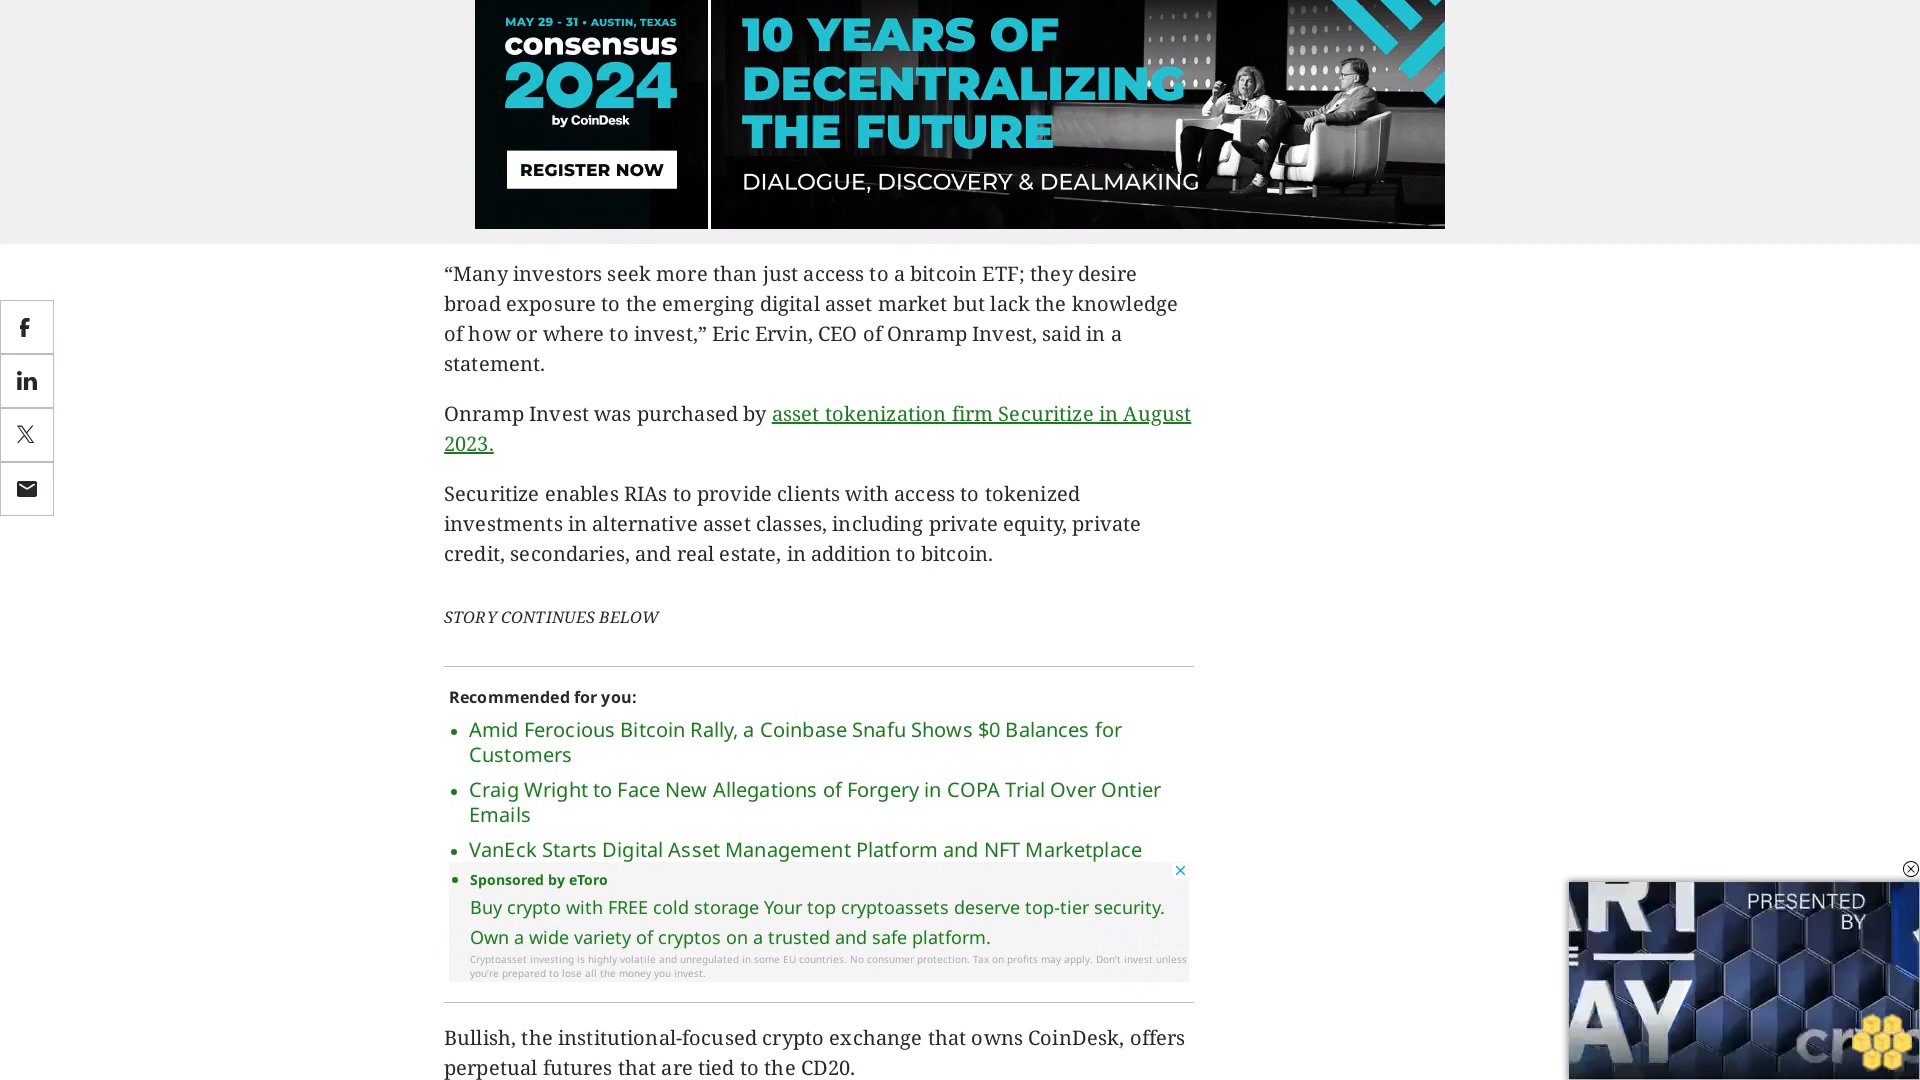 MAY 29 - 31 • AUSTIN, TEXAS
consensus
2024
by CoinDesk
REGISTER NOW
10 YEARS OF
DECENTRALIZING
THE FUTURE
DIALOGUE, DISCOVERY & DEALMAKING
“Many investors seek more than just access to a bitcoin ETF; they desire
broad exposure to the emerging digital asset market but lack the knowledge
of how or where to invest,” Eric Ervin, CEO of Onramp Invest, said in a
statement.
Onramp Invest was purchased by asset tokenization firm Securitize in August
2023.
Securitize enables RIAs to provide clients with access to tokenized
investments in alternative asset classes, including private equity, private
credit, secondaries, and real estate, in addition to bitcoin.
STORY CONTINUES BELOW
Recommended for you:
• Amid Ferocious Bitcoin Rally, a Coinbase Snafu Shows $0 Balances for
Customers
• Craig Wright to Face New Allegations of Forgery in COPA Trial Over Ontier
Emails
• VanEck Starts Digital Asset Management Platform and NFT Marketplace
• Sponsored by eToro
Buy crypto with FREE cold storage Your top cryptoassets deserve top-tier security.
Own a wide variety of cryptos on a trusted and safe platform.
Cryptoasset investing is highly volatile and unregulated in some EU countries. No consumer protection. Tax on profits may apply. Don’t invest unless
you’re prepared to lose all the money you invest.
Bullish, the institutional-focused crypto exchange that owns CoinDesk, offers
perpetual futures that are tied to the CD20.
PRESENTED
BY